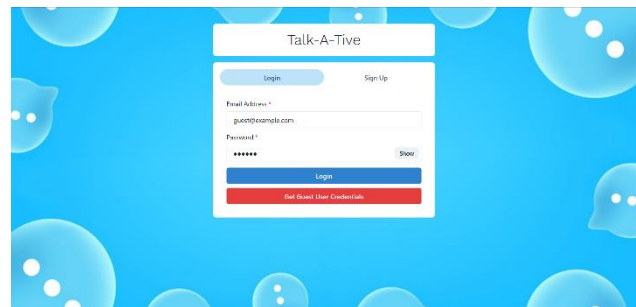 Talk-A-Tive
Login Sign Up
Email Address *
guest@example.com
Password *
•••••• Show
Login
Get Guest User Credentials